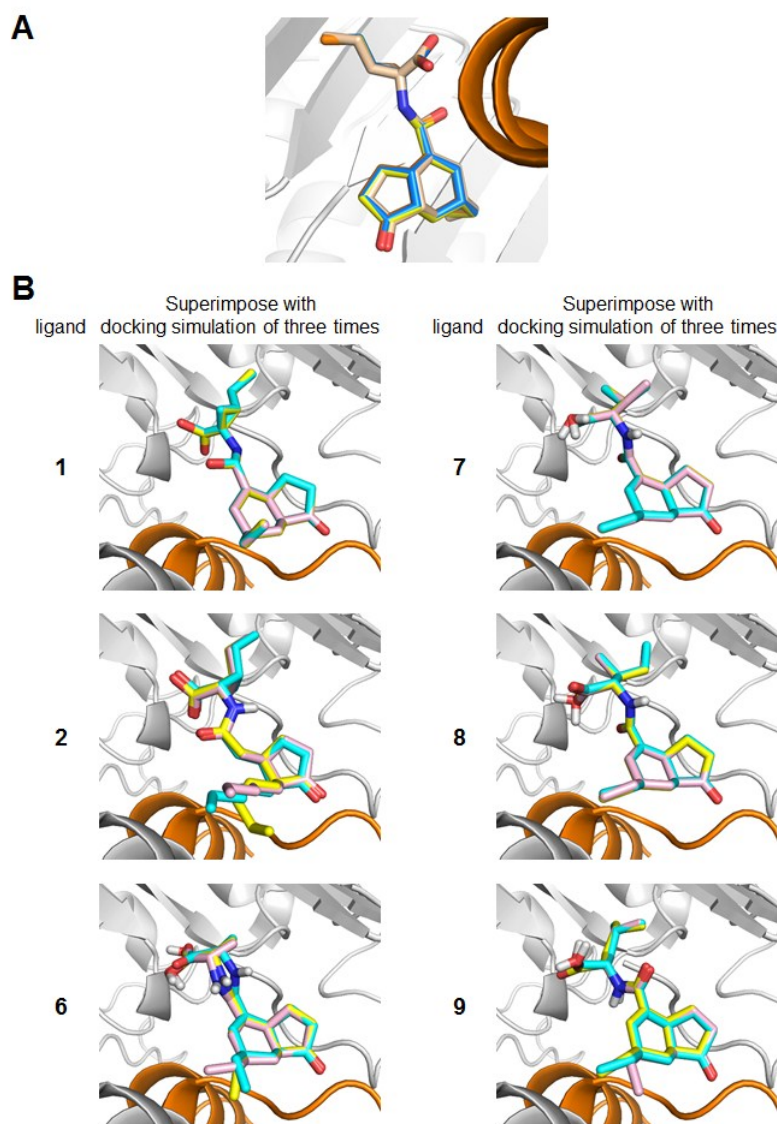 A
B
Superimpose with
ligand docking simulation of three times
1
2
6
Superimpose with
ligand docking simulation of three times
7
8
9